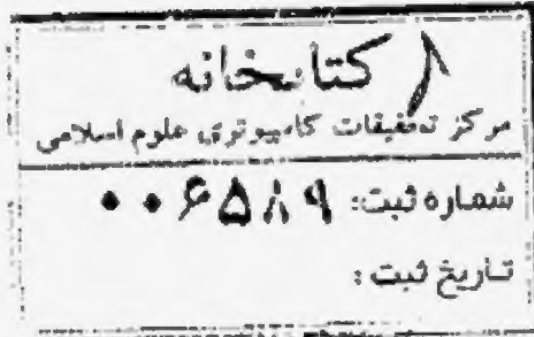 کتابخانه
مرکز تحقیقات کامپیوتری علوم اسلامی
شماره ثبت: ۰۰۶۵۸۹
تاریخ ثبت: